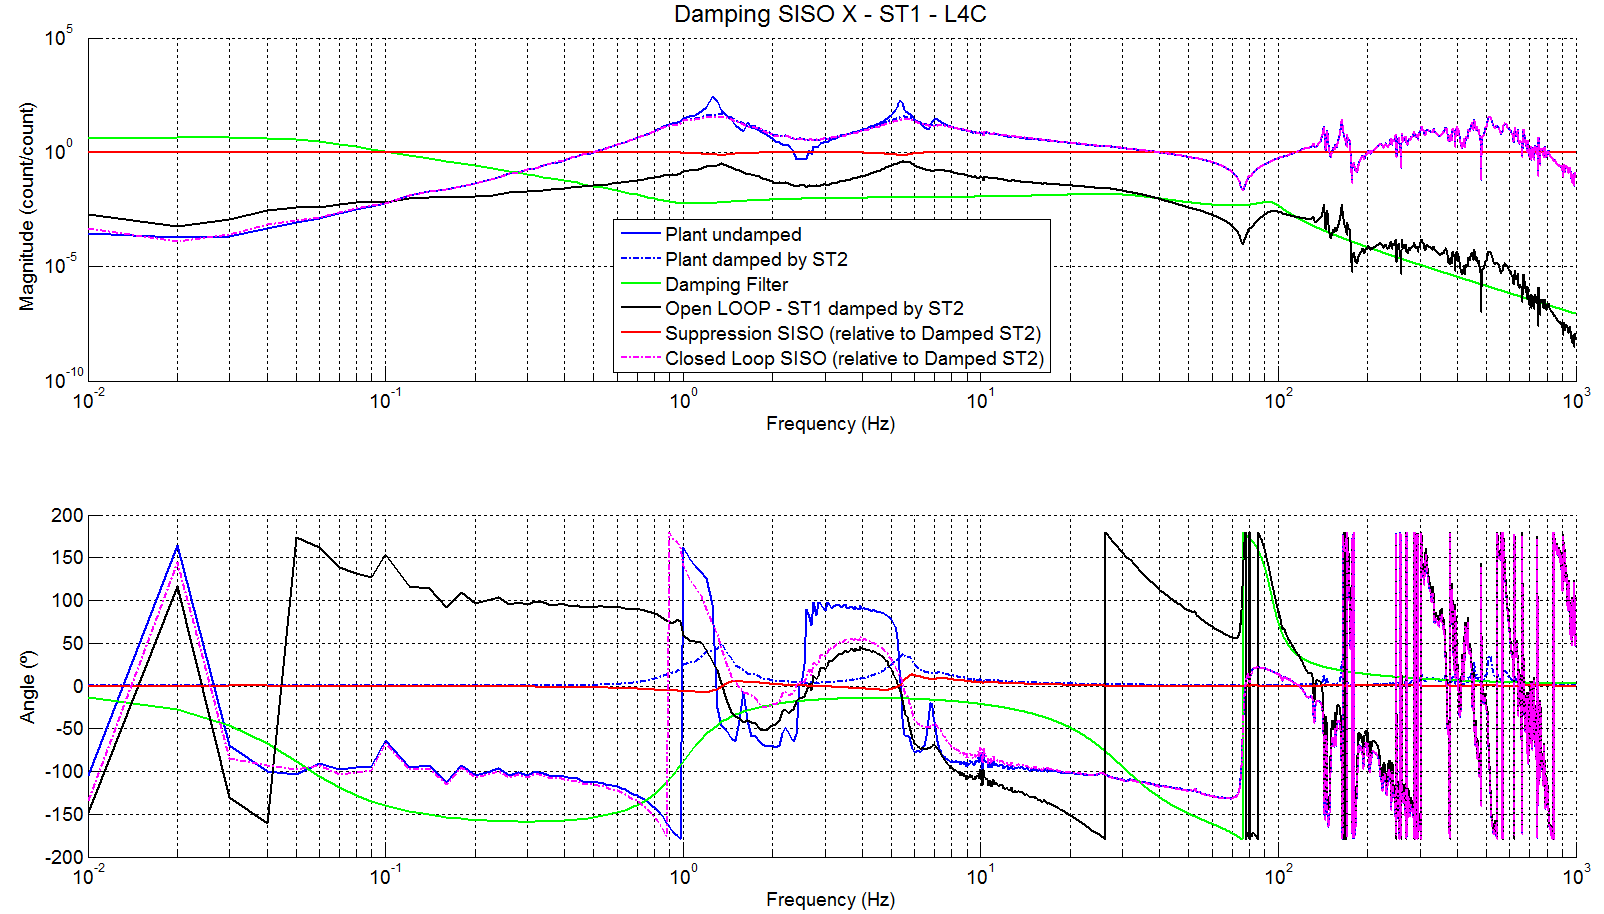 Damping SISO X - ST1 - L4C
10^5
10^0
10^-5
10^-10
Magnitude (count/count)
Plant undamped
Plant damped by ST2
Damping Filter
Open LOOP - ST1 damped by ST2
Suppression SISO (relative to Damped ST2)
Closed Loop SISO (relative to Damped ST2)
10^-2 10^-1 10^0 10^1 10^2 10^3
Frequency (Hz)
200
150
100
50
0
-50
-100
-150
-200
Angle (º)
10^-2 10^-1 10^0 10^1 10^2 10^3
Frequency (Hz)